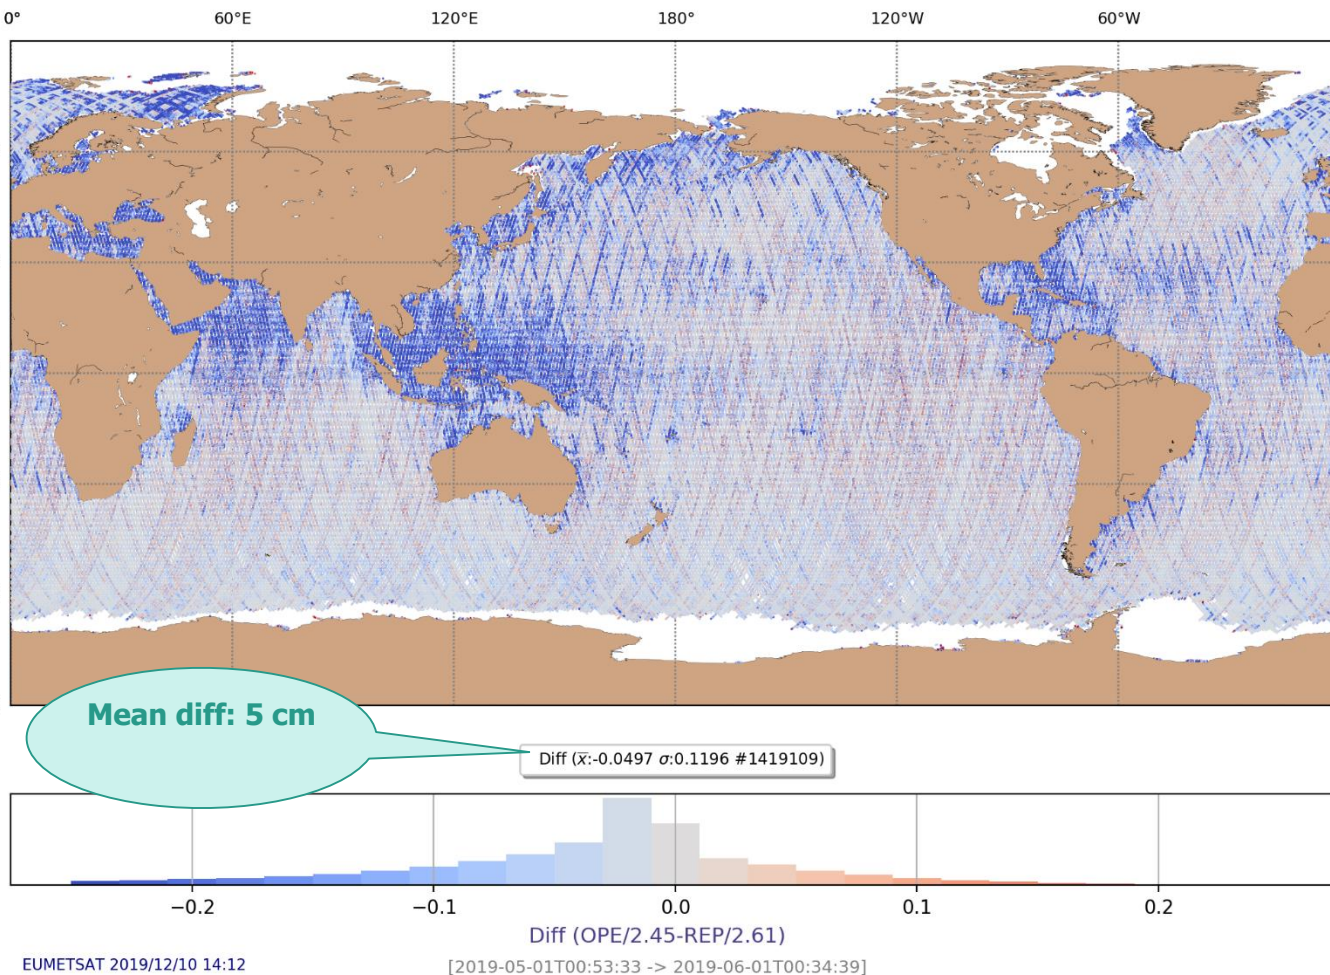 0° 60°E 120°E 180° 120°W 60°W
Mean diff: 5 cm
Diff (x̅:-0.0497 σ:0.1196 #1419109)
−0.2 −0.1 0.0 0.1 0.2
Diff (OPE/2.45-REP/2.61)
EUMETSAT 2019/12/10 14:12
[2019-05-01T00:53:33 -> 2019-06-01T00:34:39]